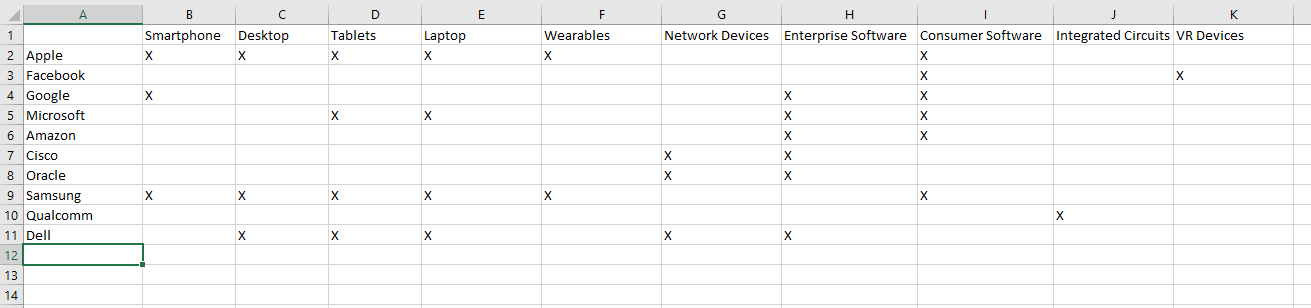 A B C D E F G H I J K
1 Smartphone Desktop Tablets Laptop Wearables Network Devices Enterprise Software Consumer Software Integrated Circuits VR Devices
2 Apple X X X X X X
3 Facebook X X
4 Google X X X
5 Microsoft X X X X
6 Amazon X X
7 Cisco X X
8 Oracle X X
9 Samsung X X X X X X
10 Qualcomm X
11 Dell X X X X X
12
13
14